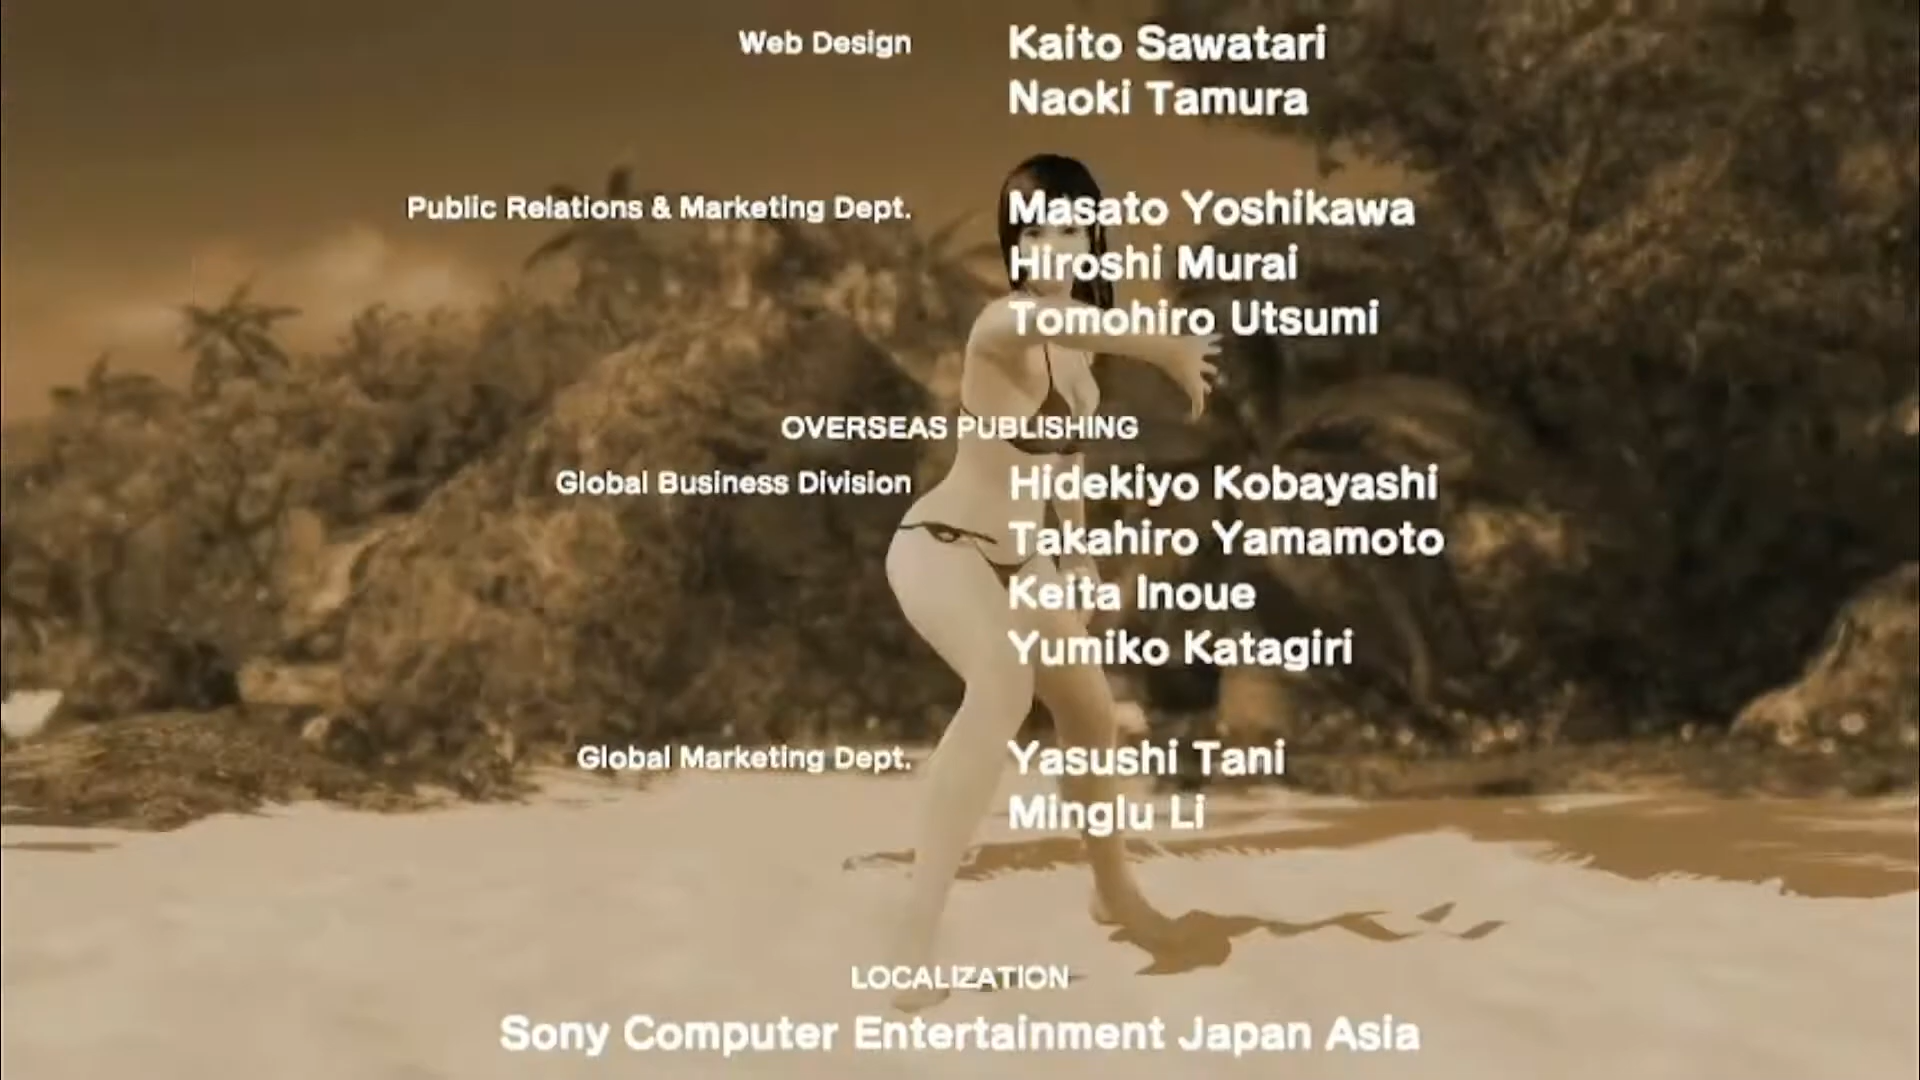 Web Design Kaito Sawatari
Naoki Tamura
Public Relations & Marketing Dept. Masato Yoshikawa
Hiroshi Murai
Tomohiro Utsumi
OVERSEAS PUBLISHING
Global Business Division Hidekiyo Kobayashi
Takahiro Yamamoto
Keita Inoue
Yumiko Katagiri
Global Marketing Dept. Yasushi Tani
Minglu Li
LOCALIZATION
Sony Computer Entertainment Japan Asia